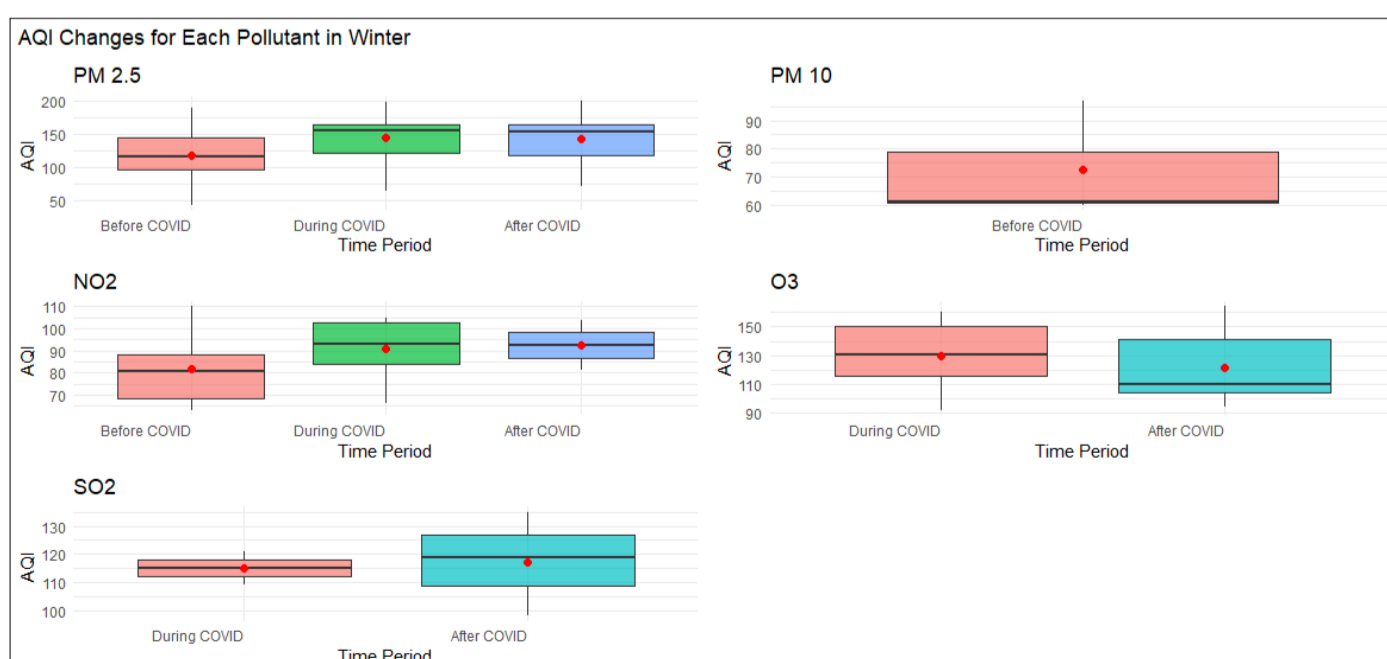 AQI Changes for Each Pollutant in Winter
PM 2.5
200
150
100
50
AQI
Before COVID
During COVID
After COVID
Time Period
PM 10
90
80
70
60
AQI
Before COVID
Time Period
NO2
110
100
90
80
70
AQI
Before COVID
During COVID
After COVID
Time Period
O3
150
130
110
90
AQI
During COVID
After COVID
Time Period
SO2
130
120
110
100
AQI
During COVID
After COVID
Time Period